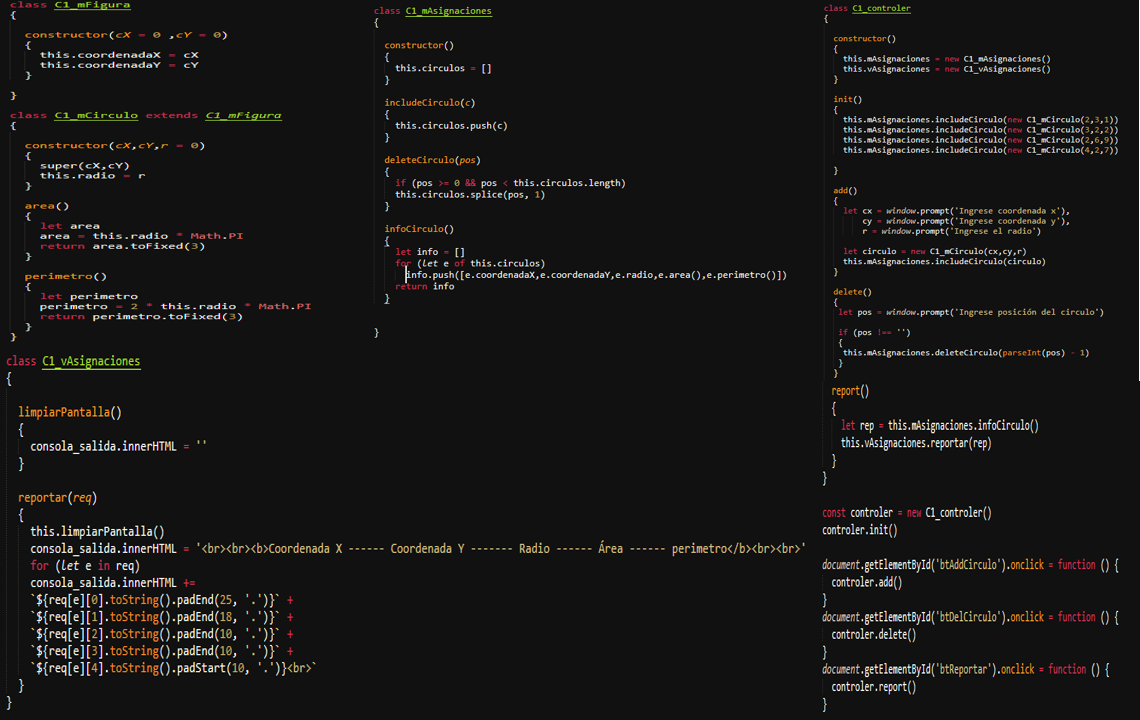 class C1_mFigura
{
constructor(cX = 0 ,cY = 0)
{
this.coordenadaX = cX
this.coordenadaY = cY
}
}
class C1_mCirculo extends C1_mFigura
{
constructor(cX,cY,r = 0)
{
super(cX,cY)
this.radio = r
}
area()
{
let area
area = this.radio * Math.PI
return area.toFixed(3)
}
perimetro()
{
let perimetro
perimetro = 2 * this.radio * Math.PI
return perimetro.toFixed(3)
}
}
class C1_vAsignaciones
{
limpiarPantalla()
{
consola_salida.innerHTML = ''
}
reportar(req)
{
this.limpiarPantalla()
consola_salida.innerHTML = '<br><br><b>Coordenada X ------ Coordenada Y ------- Radio ------ Área ------ perimetro</b><br><br>'
for (let e in req)
consola_salida.innerHTML +=
`${req[e][0].toString().padEnd(25, '.')}` +
`${req[e][1].toString().padEnd(18, '.')}` +
`${req[e][2].toString().padEnd(10, '.')}` +
`${req[e][3].toString().padEnd(10, '.')}` +
`${req[e][4].toString().padStart(10, '.')}<br>`
}
}
class C1_mAsignaciones
{
constructor()
{
this.circulos = []
}
includeCirculo(c)
{
this.circulos.push(c)
}
deleteCirculo(pos)
{
if (pos >= 0 && pos < this.circulos.length)
this.circulos.splice(pos, 1)
}
infoCirculo()
{
let info = []
for (let e of this.circulos)
info.push([e.coordenadaX,e.coordenadaY,e.radio,e.area(),e.perimetro()])
return info
}
}
class C1_controler
{
constructor()
{
this.mAsignaciones = new C1_mAsignaciones()
this.vAsignaciones = new C1_vAsignaciones()
}
init()
{
this.mAsignaciones.includeCirculo(new C1_mCirculo(2,3,1))
this.mAsignaciones.includeCirculo(new C1_mCirculo(3,2,2))
this.mAsignaciones.includeCirculo(new C1_mCirculo(2,6,9))
this.mAsignaciones.includeCirculo(new C1_mCirculo(4,2,7))
}
add()
{
let cx = window.prompt('Ingrese coordenada x'),
cy = window.prompt('Ingrese coordenada y'),
r = window.prompt('Ingrese el radio')
let circulo = new C1_mCirculo(cx,cy,r)
this.mAsignaciones.includeCirculo(circulo)
}
delete()
{
let pos = window.prompt('Ingrese posición del circulo')
if (pos !== '')
{
this.mAsignaciones.deleteCirculo(parseInt(pos) - 1)
}
}
report()
{
let rep = this.mAsignaciones.infoCirculo()
this.vAsignaciones.reportar(rep)
}
}
const controler = new C1_controler()
controler.init()
document.getElementById('btAddCirculo').onclick = function () {
controler.add()
}
document.getElementById('btDelCirculo').onclick = function () {
controler.delete()
}
document.getElementById('btReportar').onclick = function () {
controler.report()
}